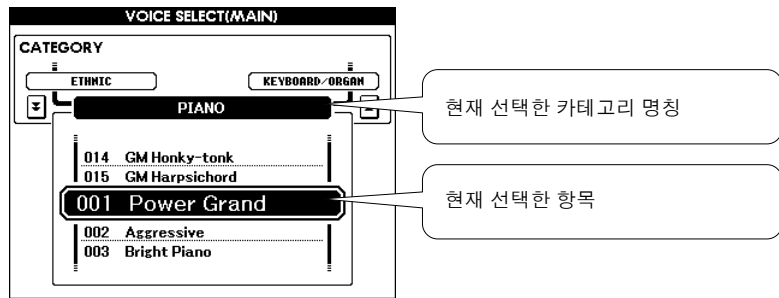 VOICE SELECT(MAIN)
CATEGORY
ETHNIC
KEYBOARD/ORGAN
PIANO
현재 선택한 카테고리 명칭
014 GM Honky-tonk
015 GM Harpsichord
001 Power Grand
현재 선택한 항목
002 Aggressive
003 Bright Piano